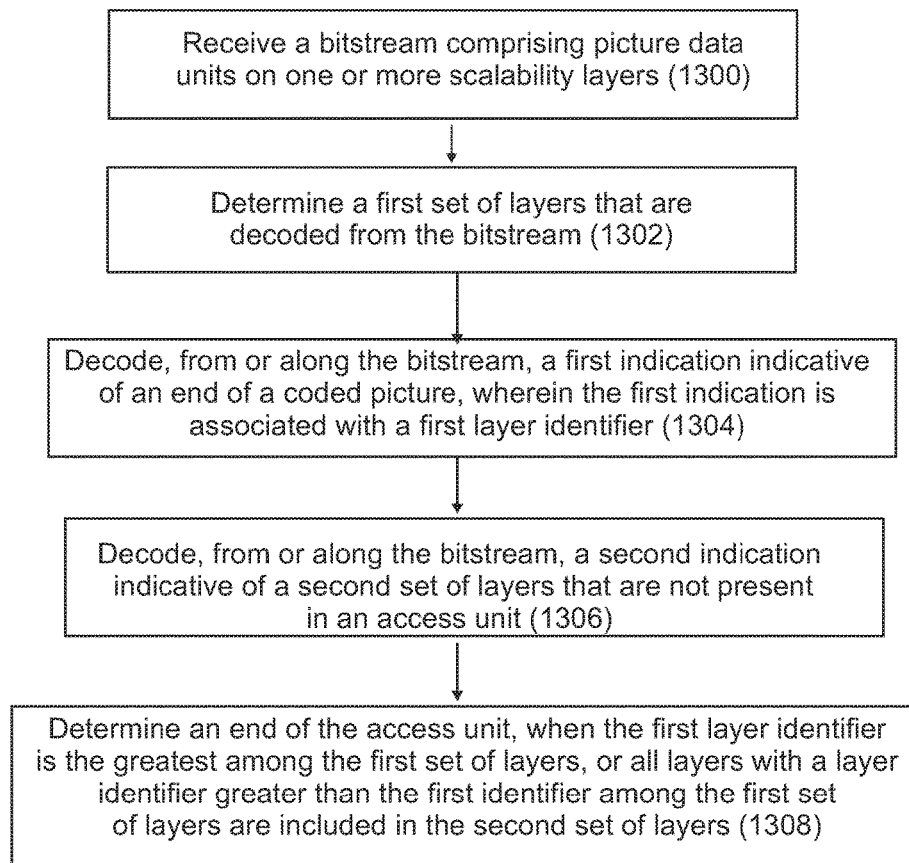 Receive a bitstream comprising picture data
units on one or more scalability layers (1300)
Determine a first set of layers that are
decoded from the bitstream (1302)
Decode, from or along the bitstream, a first indication indicative
of an end of a coded picture, wherein the first indication is
associated with a first layer identifier (1304)
Decode, from or along the bitstream, a second indication
indicative of a second set of layers that are not present
in an access unit (1306)
Determine an end of the access unit, when the first layer identifier
is the greatest among the first set of layers, or all layers with a layer
identifier greater than the first identifier among the first set
of layers are included in the second set of layers (1308)